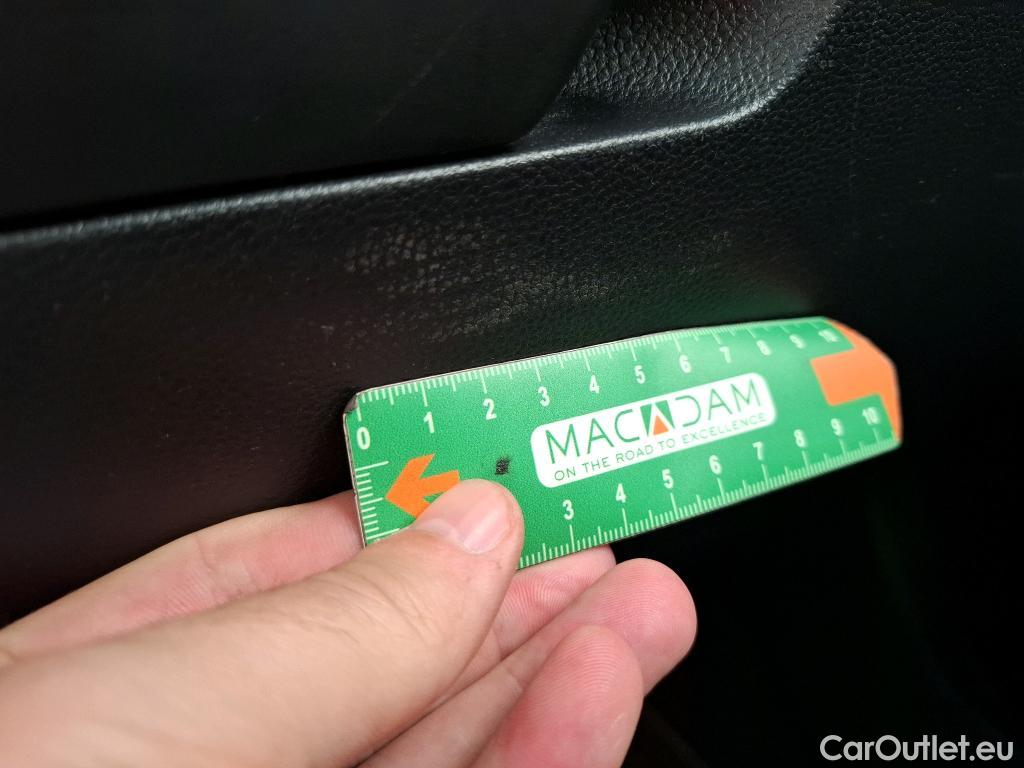 0 1 2 3 4 5 6 7 8 9 10
MACADAM
ON THE ROAD TO EXCELLENCE
3 4 5 6 7 8 9 10
CarOutlet.eu